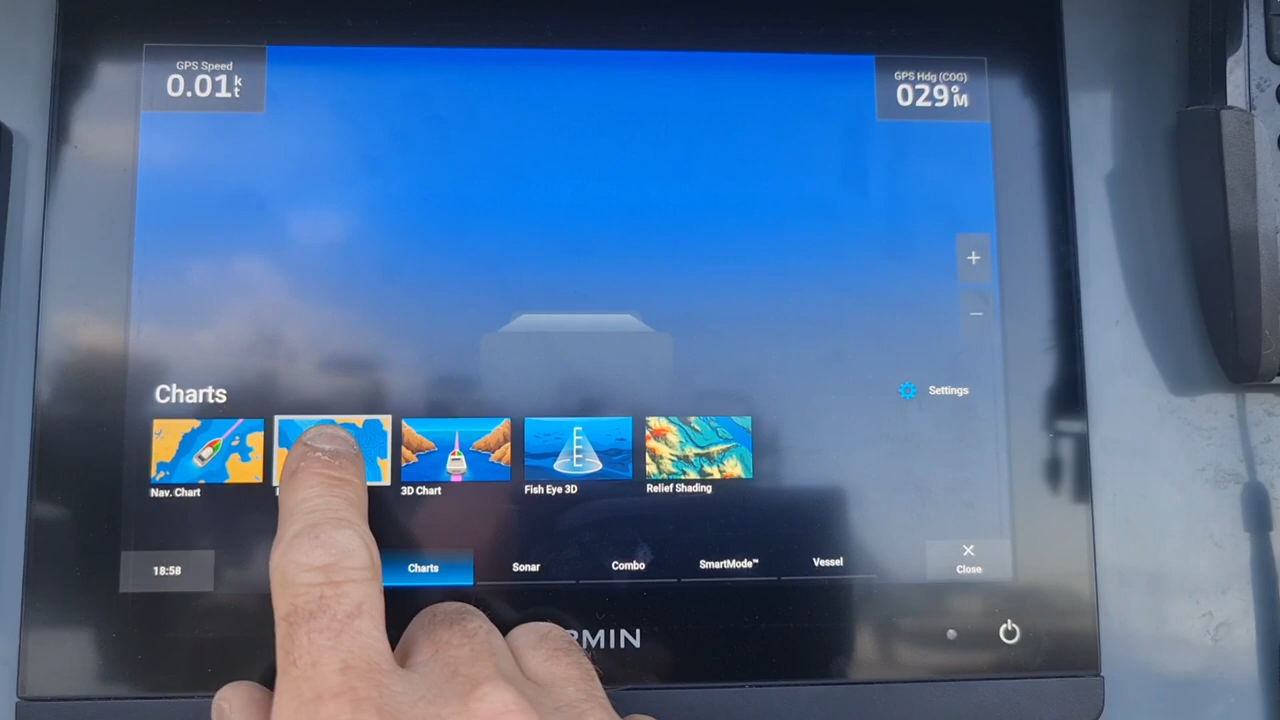 GPS Speed
0.01kt
GPS Hdg (COG)
029°M
+
−
Charts
Settings
Nav. Chart
3D Chart
Fish Eye 3D
Relief Shading
18:58
Charts
Sonar
Combo
SmartMode™
Vessel
Close
RMIN